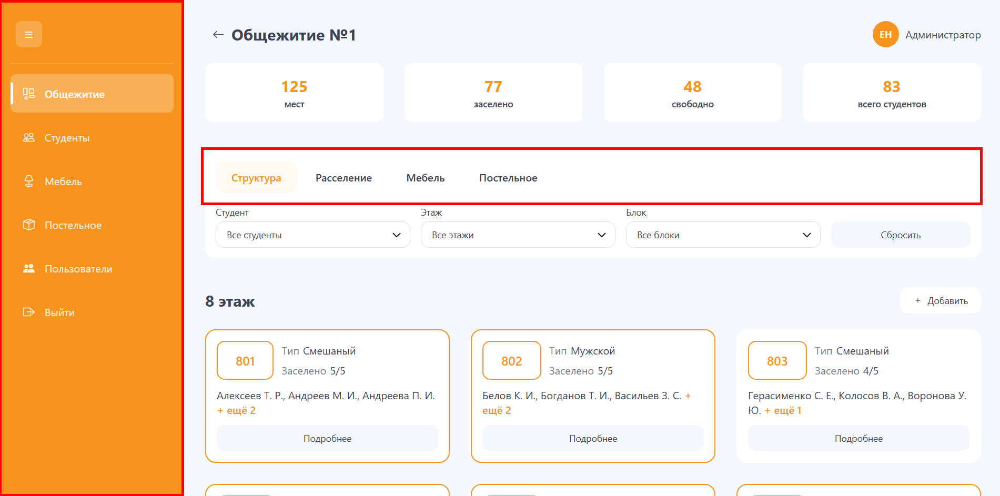 Общежитие
Студенты
Мебель
Постельное
Пользователи
Выйти
← Общежитие №1
ЕН Администратор
125
мест
77
заселено
48
свободно
83
всего студентов
Структура Расселение Мебель Постельное
Студент Этаж Блок
Все студенты Все этажи Все блоки Сбросить
8 этаж
+ Добавить
801
Тип Смешаный
Заселено 5/5
Алексеев Т. Р., Андреев М. И., Андреева П. И.
+ ещё 2
Подробнее
802
Тип Мужской
Заселено 5/5
Белов К. И., Богданов Т. И., Васильев З. С. +
ещё 2
Подробнее
803
Тип Смешаный
Заселено 4/5
Герасименко С. Е., Колосов В. А., Воронова У.
Ю. + ещё 1
Подробнее